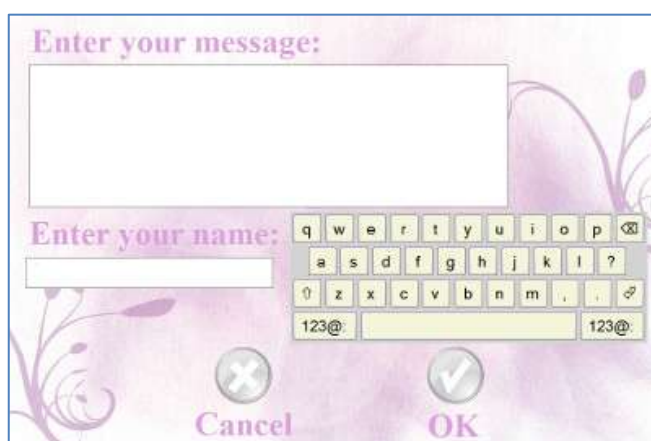 Enter your message:
Enter your name:
q w e r t y u i o p
a s d f g h j k l ?
z x c v b n m , .
123@: 123@:
Cancel OK